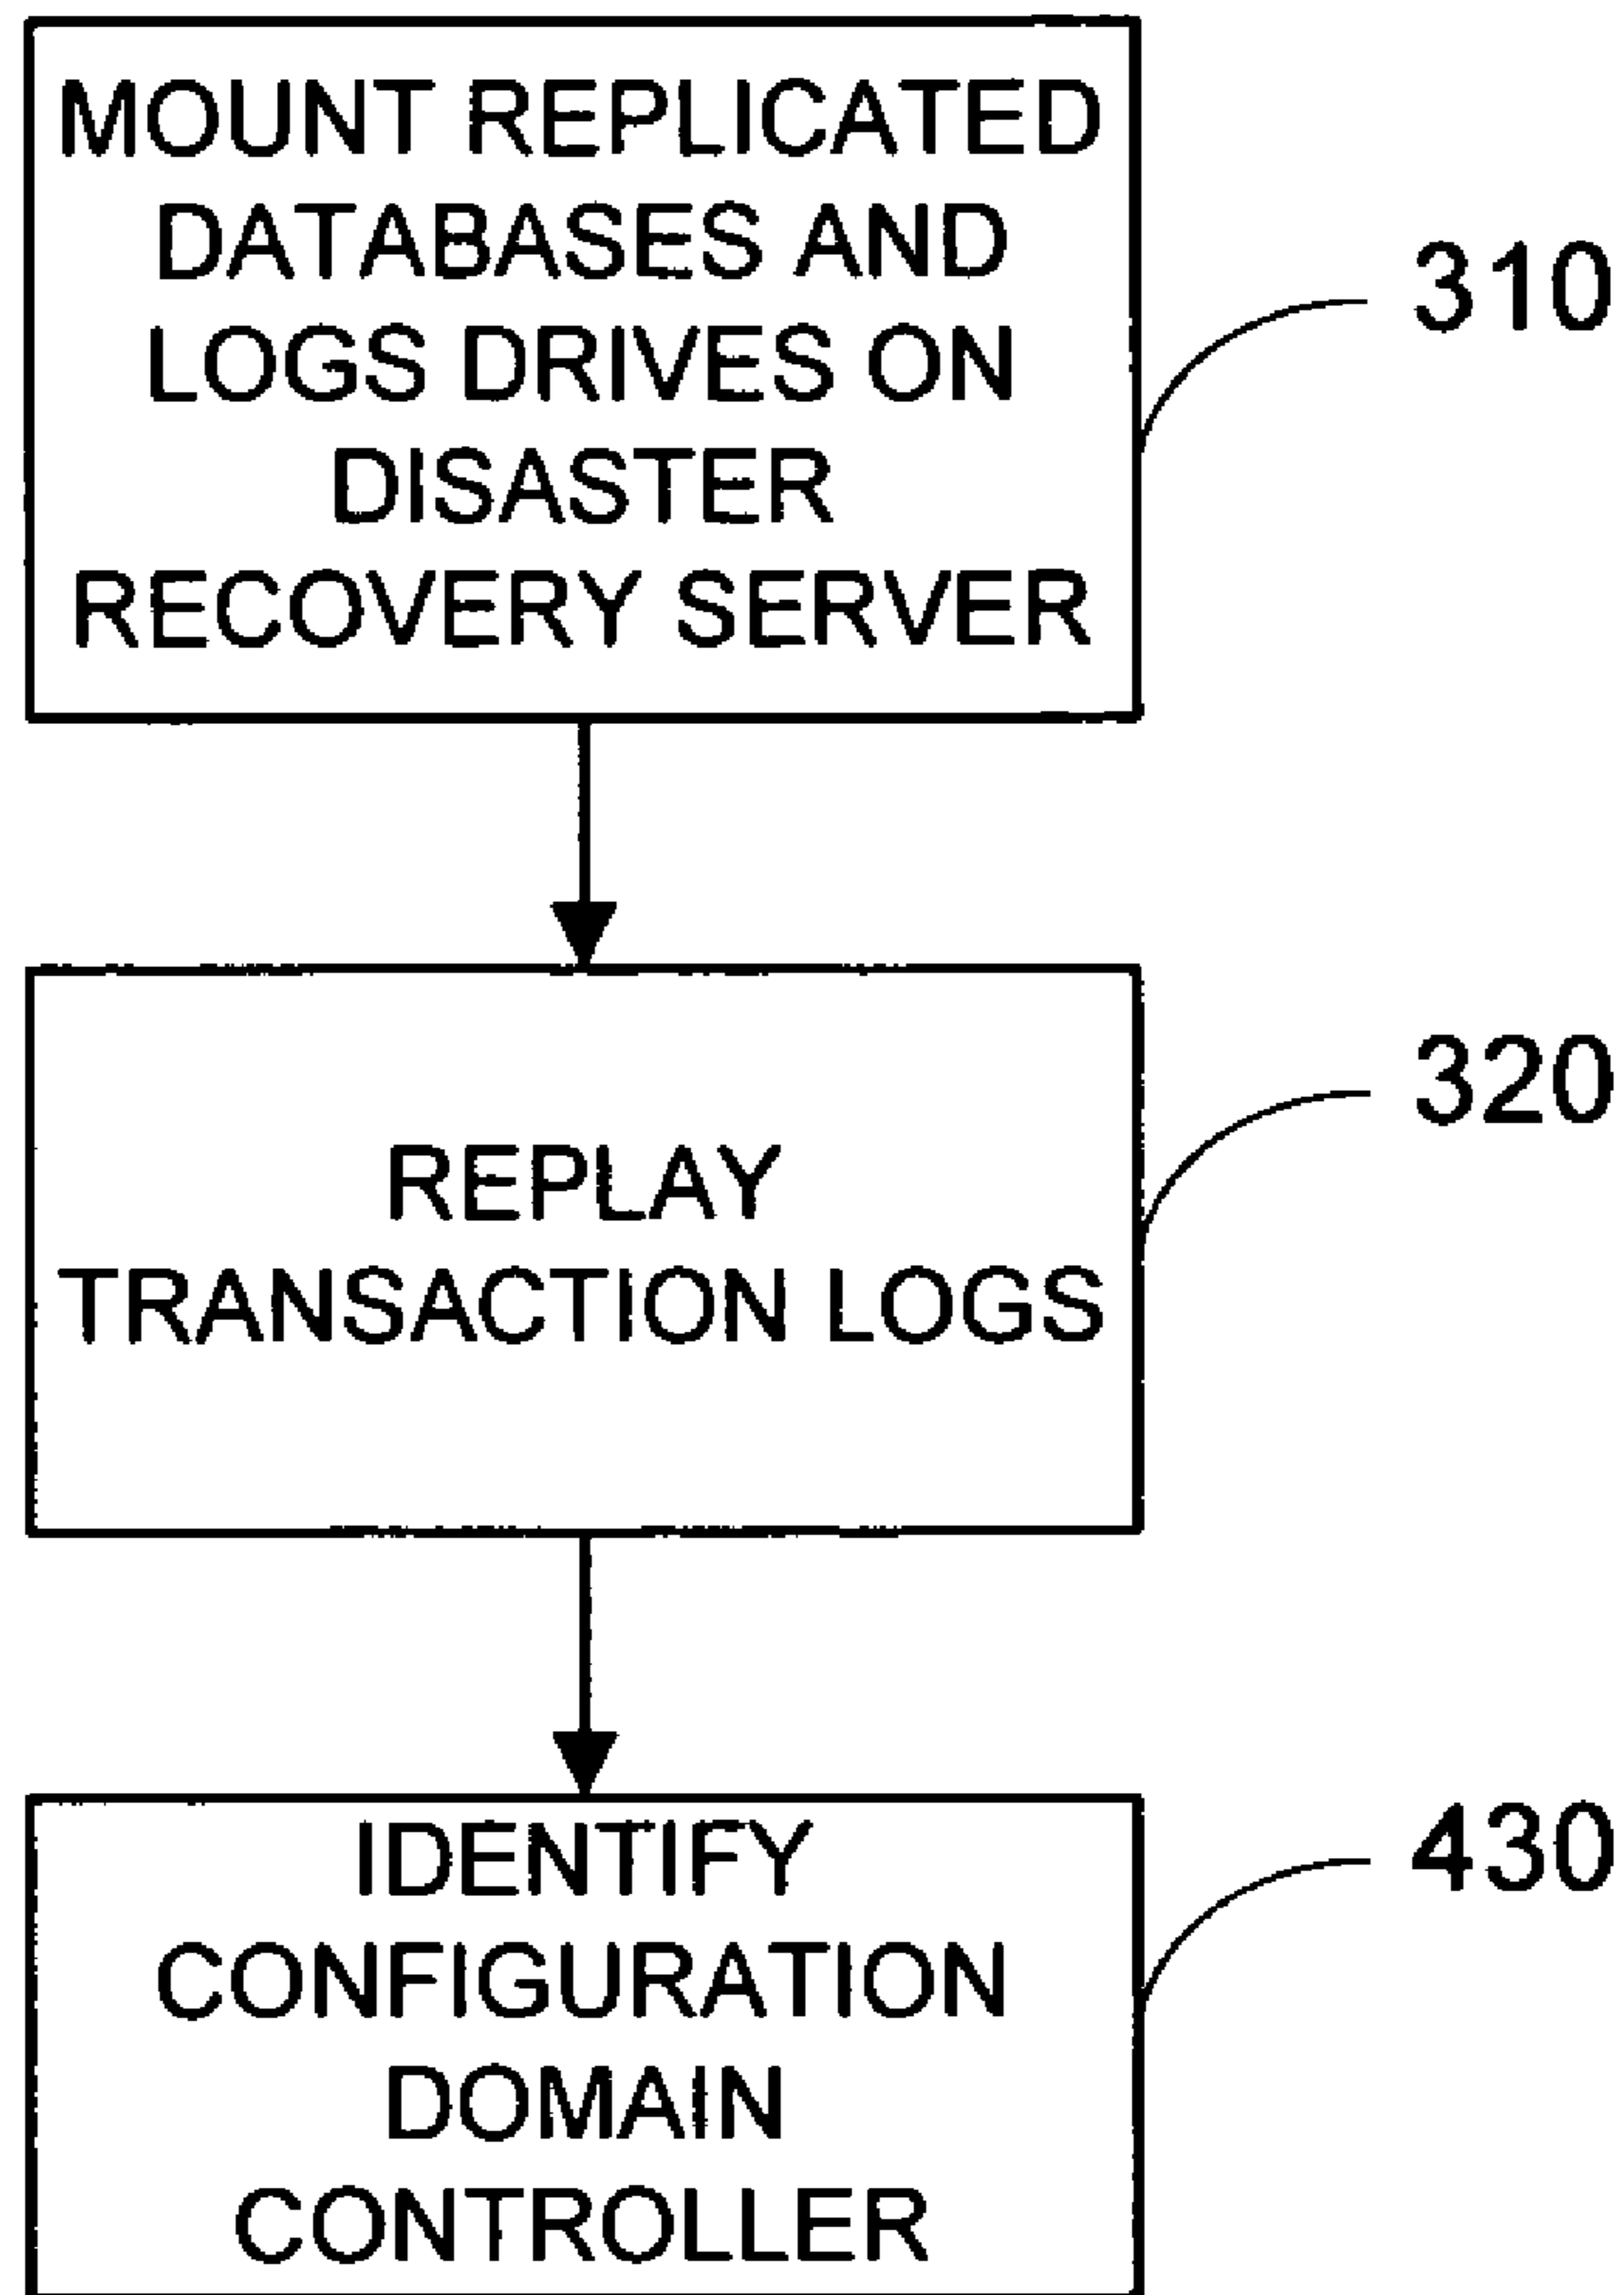 MOUNT REPLICATED
DATABASES AND
LOGS DRIVES ON
DISASTER
RECOVERY SERVER
310
REPLAY
TRANSACTION LOGS
320
IDENTIFY
CONFIGURATION
DOMAIN
CONTROLLER
430